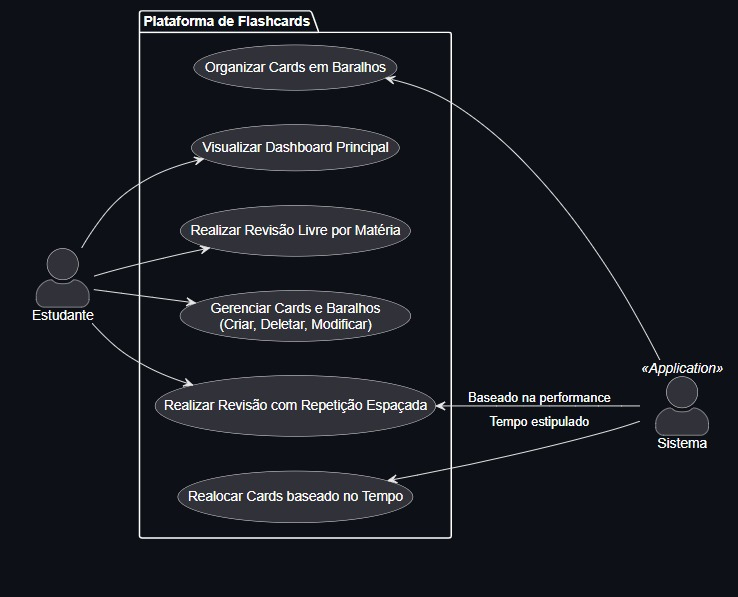 Plataforma de Flashcards
Organizar Cards em Baralhos
Visualizar Dashboard Principal
Realizar Revisão Livre por Matéria
Gerenciar Cards e Baralhos
(Criar, Deletar, Modificar)
Estudante
Realizar Revisão com Repetição Espaçada
Baseado na performance
Tempo estipulado
«Application»
Sistema
Realocar Cards baseado no Tempo